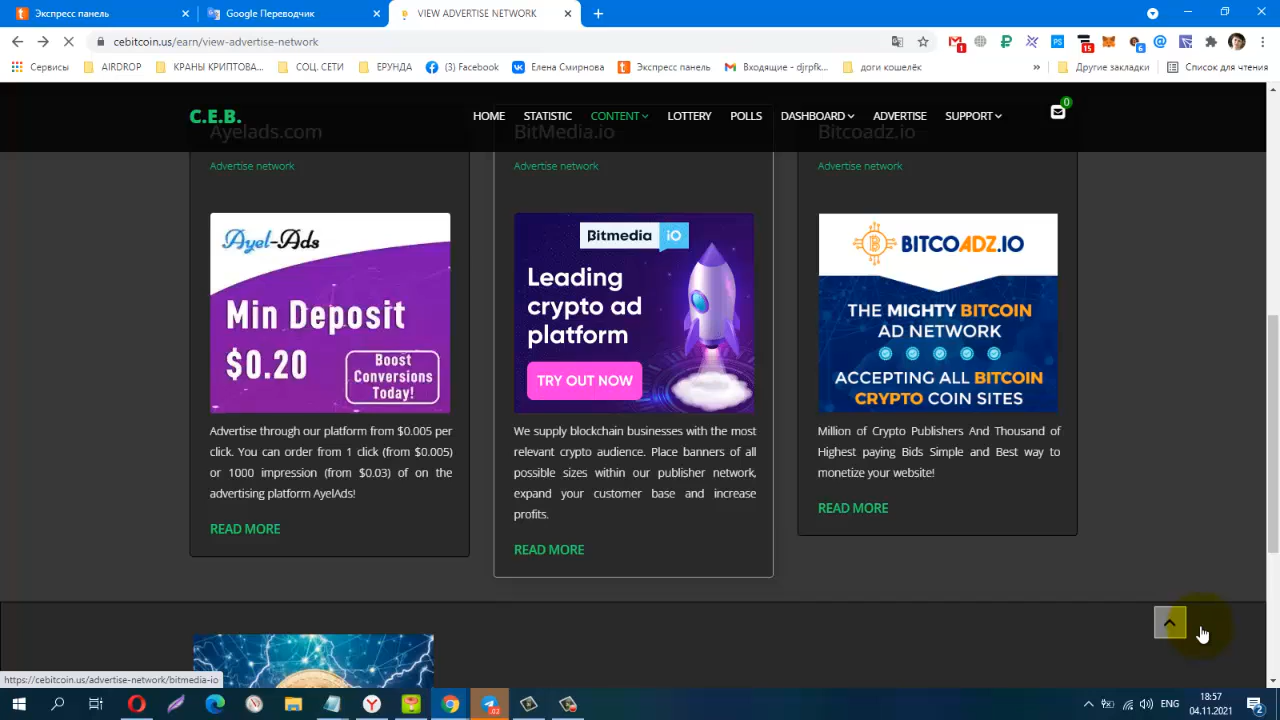 Экспресс панель
Google Переводчик
VIEW ADVERTISE NETWORK
cebitcoin.us/earn/view-advertise-network
1
15
6
Сервисы
AIRDROP
КРАНЫ КРИПТОВА...
СОЦ. СЕТИ
ЕРУНДА
(3) Facebook
Елена Смирнова
Экспресс панель
Входящие - djrpfk...
доги кошелёк
»
Другие закладки
Список для чтения
C.E.B.
HOME
STATISTIC
CONTENT
LOTTERY
POLLS
DASHBOARD
ADVERTISE
SUPPORT
0
Ayelads.com
BitMedia.io
Bitcoadz.io
Advertise network
Advertise network
Advertise network
Ayel-Ads
Min Deposit
$0.20
Boost
Conversions
Today!
Bitmedia iO
Leading
crypto ad
platform
TRY OUT NOW
BITCOADZ.IO
THE MIGHTY BITCOIN
AD NETWORK
ACCEPTING ALL BITCOIN
CRYPTO COIN SITES
Advertise through our platform from $0.005 per
click. You can order from 1 click (from $0.005)
or 1000 impression (from $0.03) of on the
advertising platform AyelAds!
READ MORE
We supply blockchain businesses with the most
relevant crypto audience. Place banners of all
possible sizes within our publisher network,
expand your customer base and increase
profits.
READ MORE
Million of Crypto Publishers And Thousand of
Highest paying Bids Simple and Best way to
monetize your website!
READ MORE
https://cebitcoin.us/advertise-network/bitmedia-io
ENG
18:57
04.11.2021
2